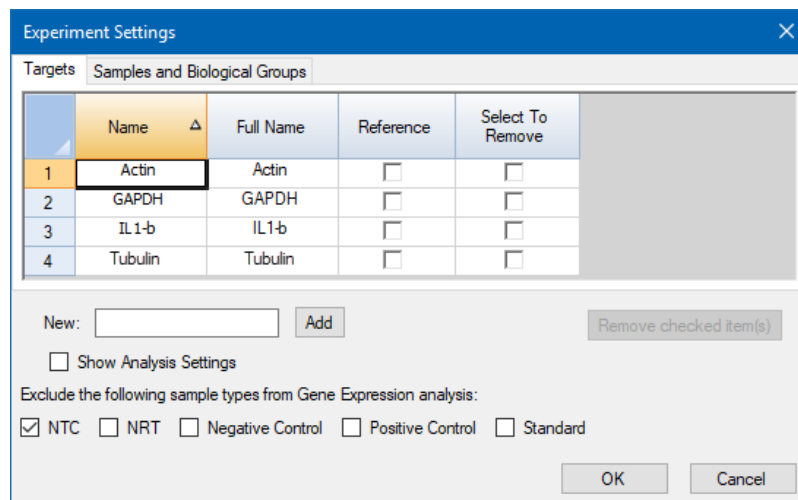 Experiment Settings
Targets Samples and Biological Groups
Name Full Name Reference Select To Remove
1 Actin Actin
2 GAPDH GAPDH
3 IL1-b IL1-b
4 Tubulin Tubulin
New: Add Remove checked item(s)
Show Analysis Settings
Exclude the following sample types from Gene Expression analysis:
NTC NRT Negative Control Positive Control Standard
OK Cancel